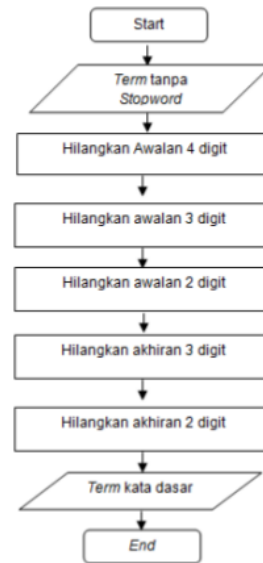 Start
Term tanpa
Stopword
Hilangkan Awalan 4 digit
Hilangkan awalan 3 digit
Hilangkan awalan 2 digit
Hilangkan akhiran 3 digit
Hilangkan akhiran 2 digit
Term kata dasar
End